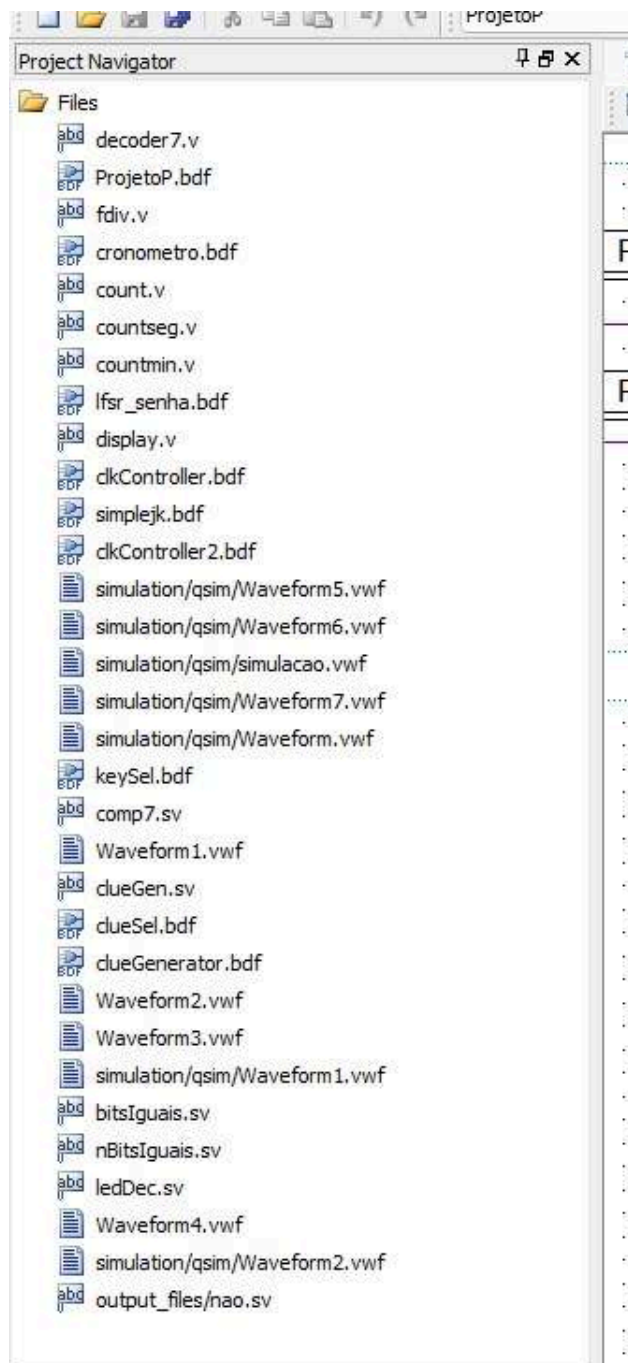 ProjetoP
Project Navigator
Files
decoder7.v
ProjetoP.bdf
fdiv.v
cronometro.bdf
count.v
countseg.v
countmin.v
lfsr_senha.bdf
display.v
clkController.bdf
simplejk.bdf
clkController2.bdf
simulation/qsim/Waveform5.vwf
simulation/qsim/Waveform6.vwf
simulation/qsim/simulacao.vwf
simulation/qsim/Waveform7.vwf
simulation/qsim/Waveform.vwf
keySel.bdf
comp7.sv
Waveform1.vwf
clueGen.sv
clueSel.bdf
clueGenerator.bdf
Waveform2.vwf
Waveform3.vwf
simulation/qsim/Waveform1.vwf
bitsIguais.sv
nBitsIguais.sv
ledDec.sv
Waveform4.vwf
simulation/qsim/Waveform2.vwf
output_files/nao.sv